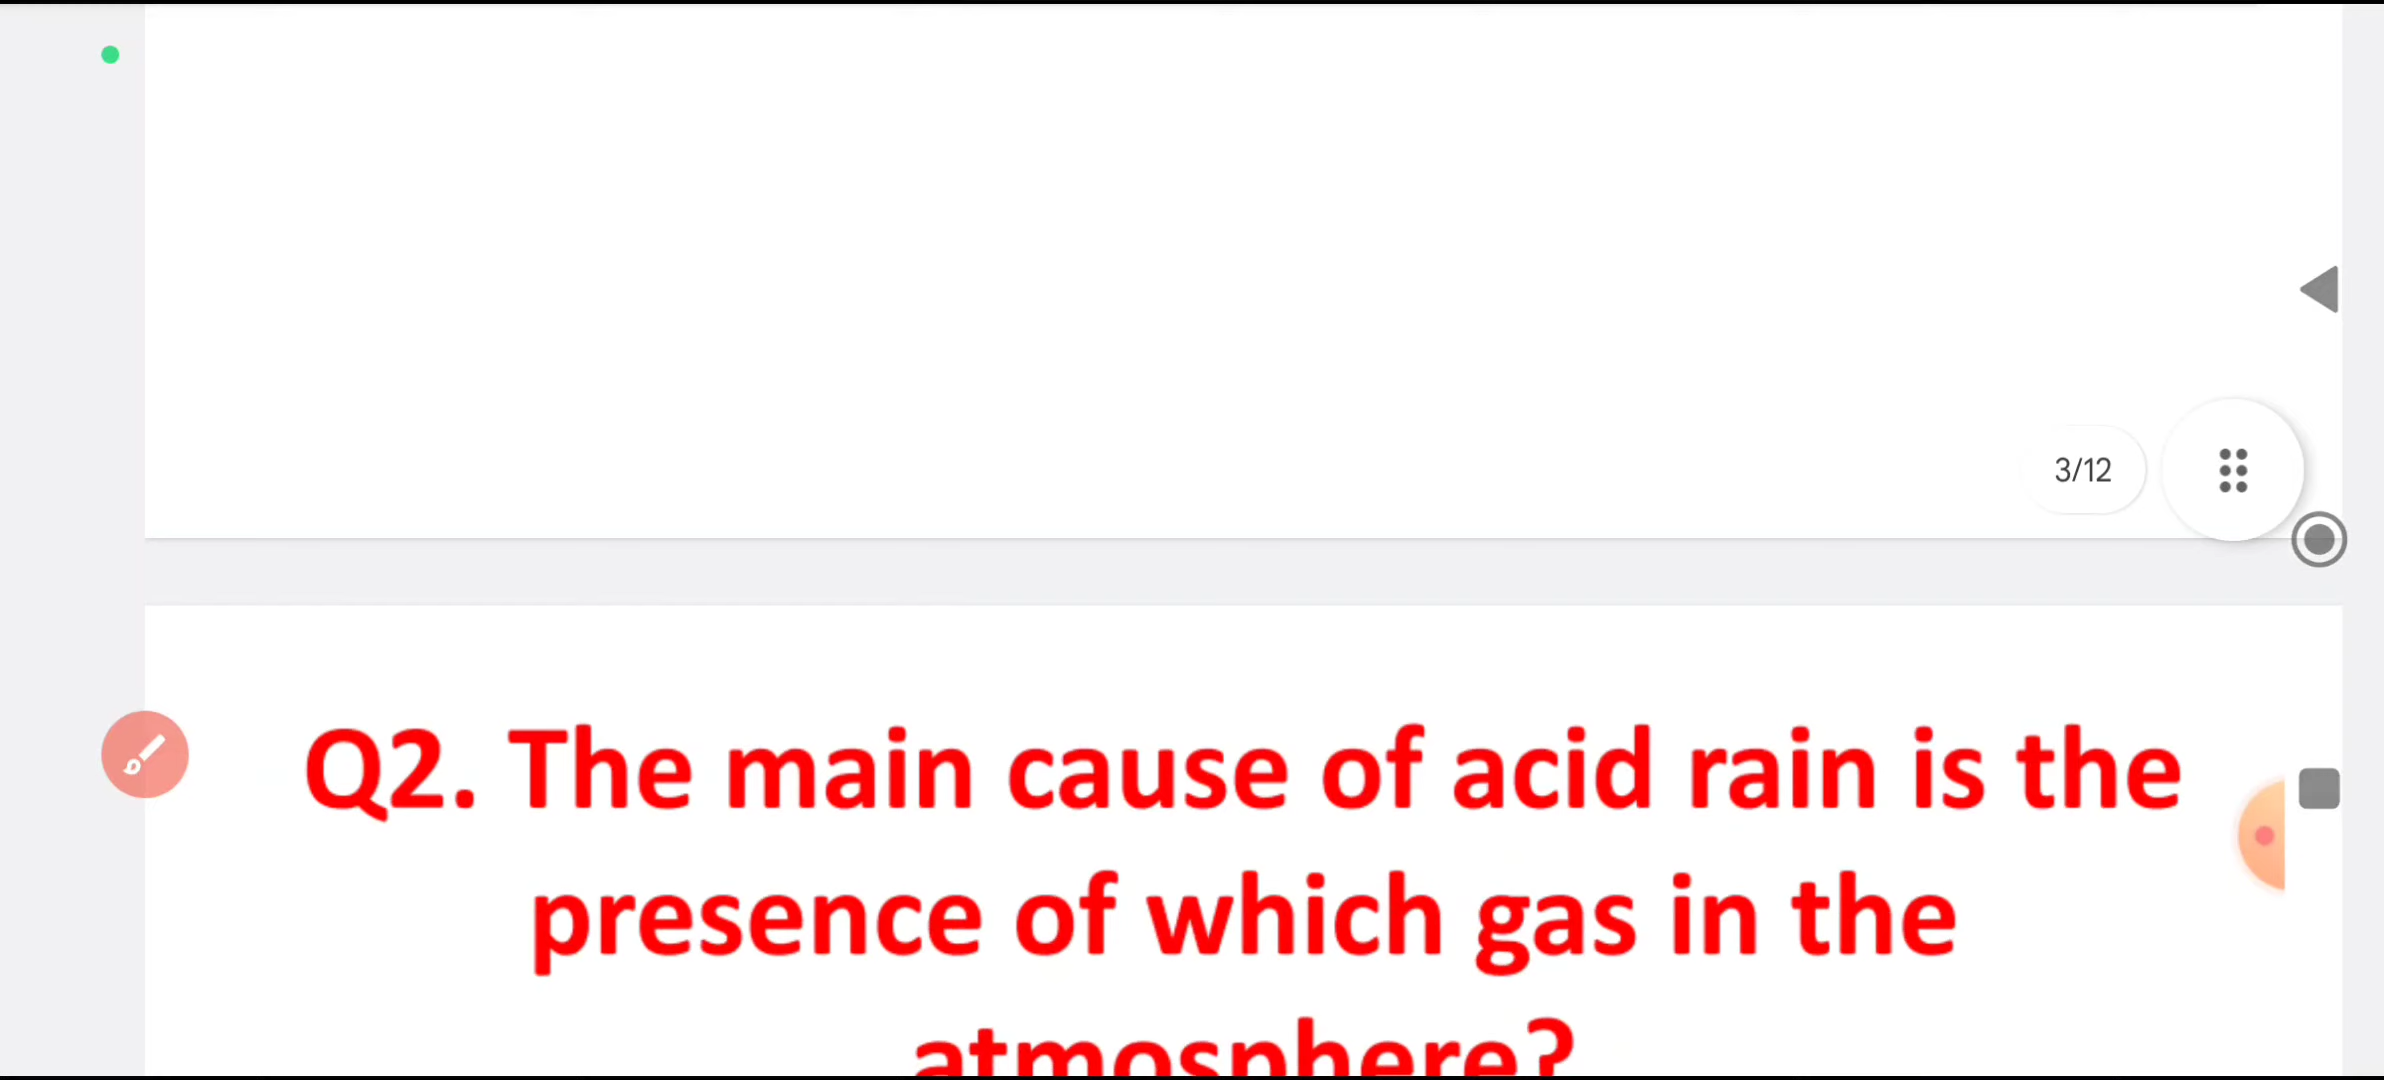 3/12
Q2. The main cause of acid rain is the
presence of which gas in the
atmosphere?